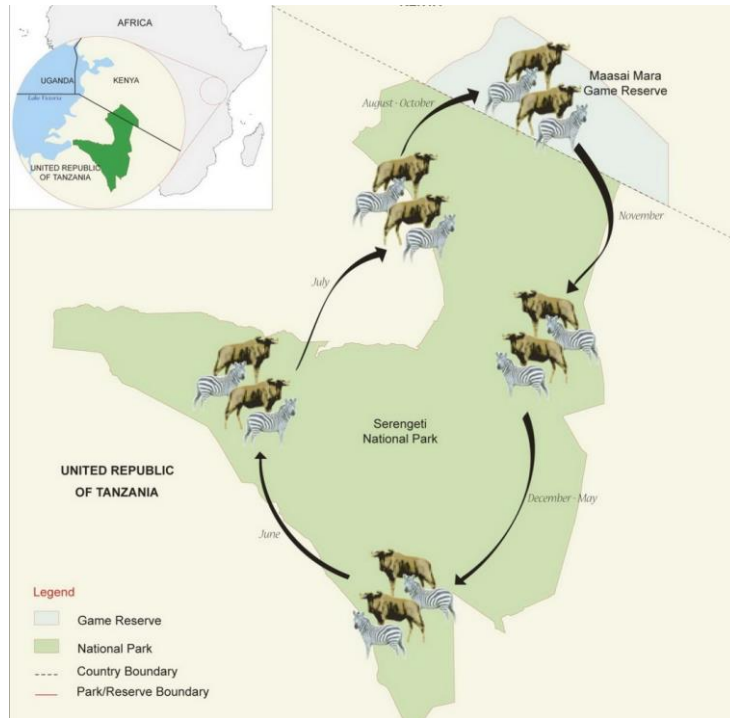 AFRICA
UGANDA
KENYA
Lake Victoria
UNITED REPUBLIC
OF TANZANIA
Maasai Mara
Game Reserve
August - October
November
July
Serengeti
National Park
UNITED REPUBLIC
OF TANZANIA
December - May
June
Legend
Game Reserve
National Park
Country Boundary
Park/Reserve Boundary